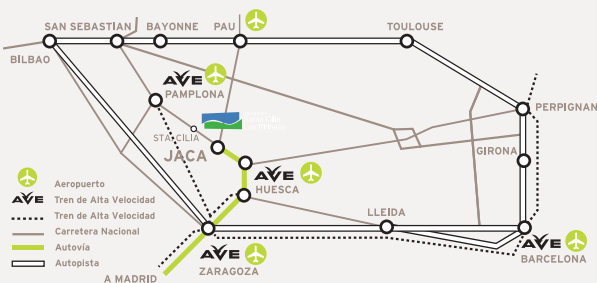 SAN SEBASTIÁN
BAYONNE
PAU
TOULOUSE
BILBAO
AVE
PAMPLONA
PERPIGNAN
STA. CILIA
JACA
GIRONA
AVE
HUESCA
LLEIDA
AVE
ZARAGOZA
AVE
BARCELONA
A MADRID
Aeropuerto
AVE Tren de Alta Velocidad
Tren de Alta Velocidad
Carretera Nacional
Autovía
Autopista